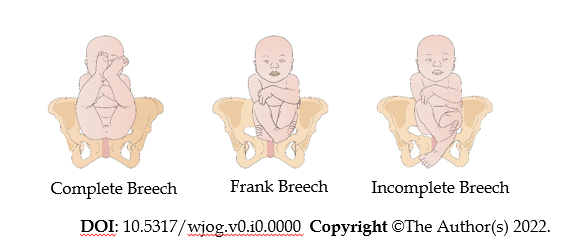 Complete Breech
Frank Breech
Incomplete Breech
DOI: 10.5317/wjog.v0.i0.0000 Copyright ©The Author(s) 2022.